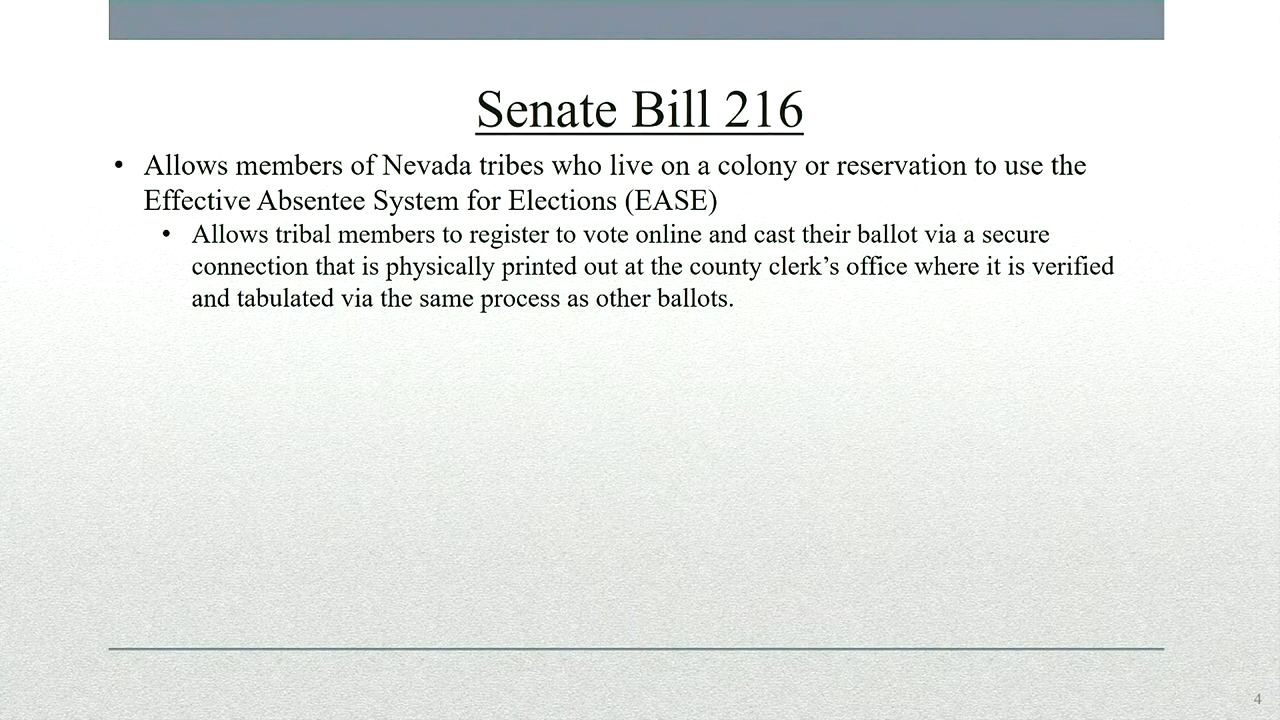 Senate Bill 216
• Allows members of Nevada tribes who live on a colony or reservation to use the
Effective Absentee System for Elections (EASE)
• Allows tribal members to register to vote online and cast their ballot via a secure
connection that is physically printed out at the county clerk’s office where it is verified
and tabulated via the same process as other ballots.
4